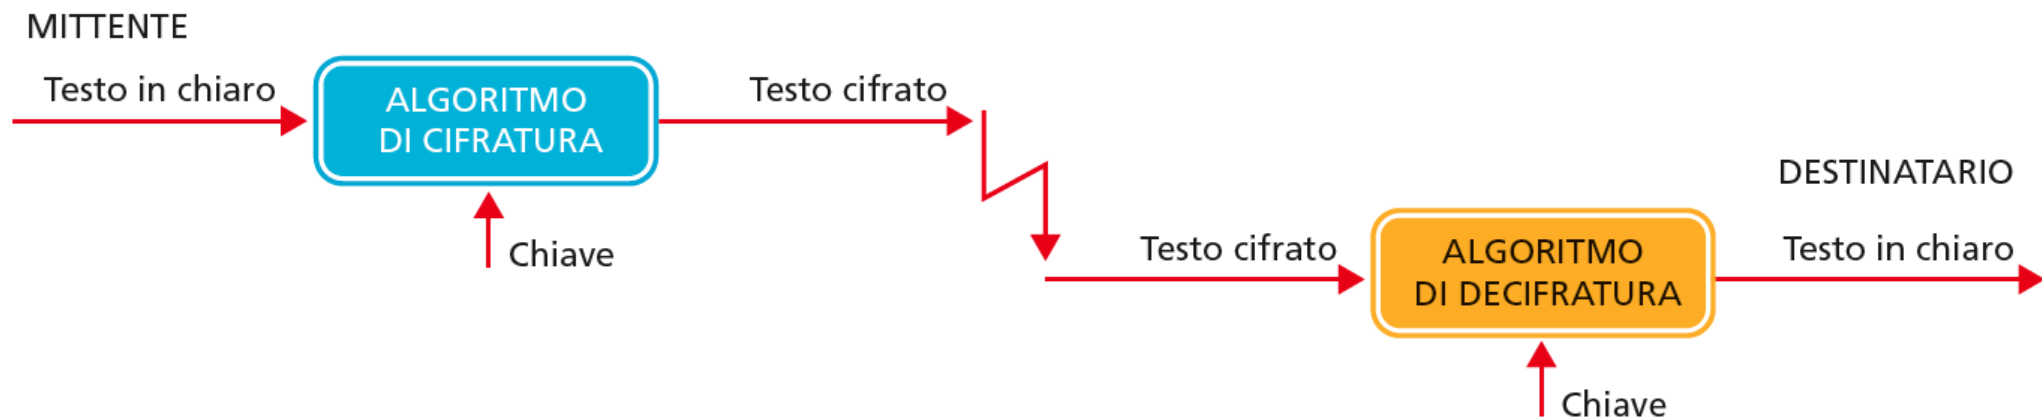 MITTENTE
Testo in chiaro
ALGORITMO
DI CIFRATURA
Chiave
Testo cifrato
Testo cifrato
ALGORITMO
DI DECIFRATURA
Chiave
DESTINATARIO
Testo in chiaro